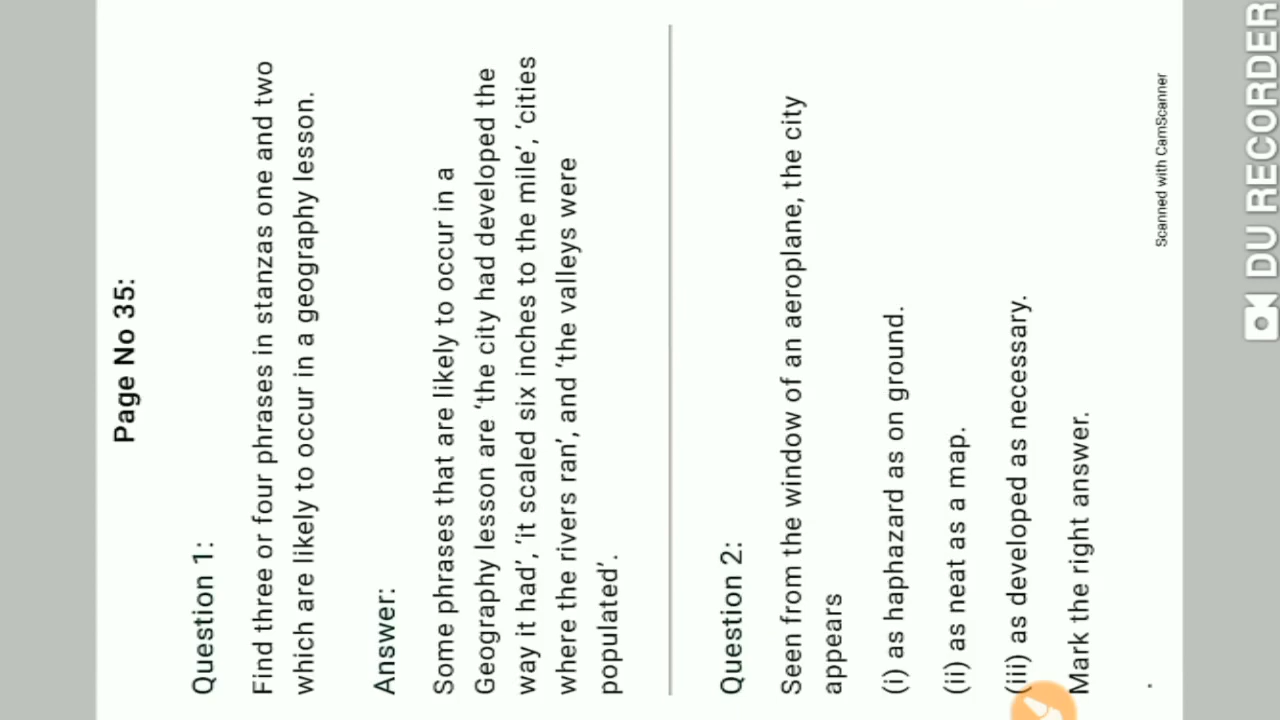 Page No 35:
Question 1:
Find three or four phrases in stanzas one and two
which are likely to occur in a geography lesson.
Answer:
Some phrases that are likely to occur in a
Geography lesson are ‘the city had developed the
way it had’, ‘it scaled six inches to the mile’, ‘cities
where the rivers ran’, and ‘the valleys were
populated’.
Question 2:
Seen from the window of an aeroplane, the city
appears
(i) as haphazard as on ground.
(ii) as neat as a map.
(iii) as developed as necessary.
Mark the right answer.
Scanned with CamScanner
DU RECORDER